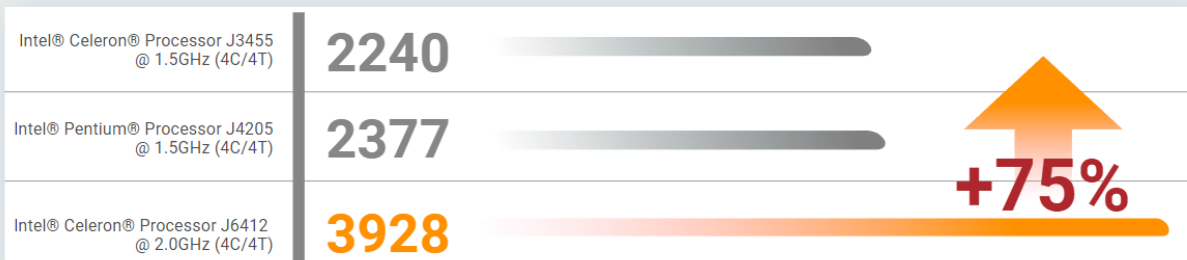 Intel® Celeron® Processor J3455
@ 1.5GHz (4C/4T)
2240
Intel® Pentium® Processor J4205
@ 1.5GHz (4C/4T)
2377
+75%
Intel® Celeron® Processor J6412
@ 2.0GHz (4C/4T)
3928